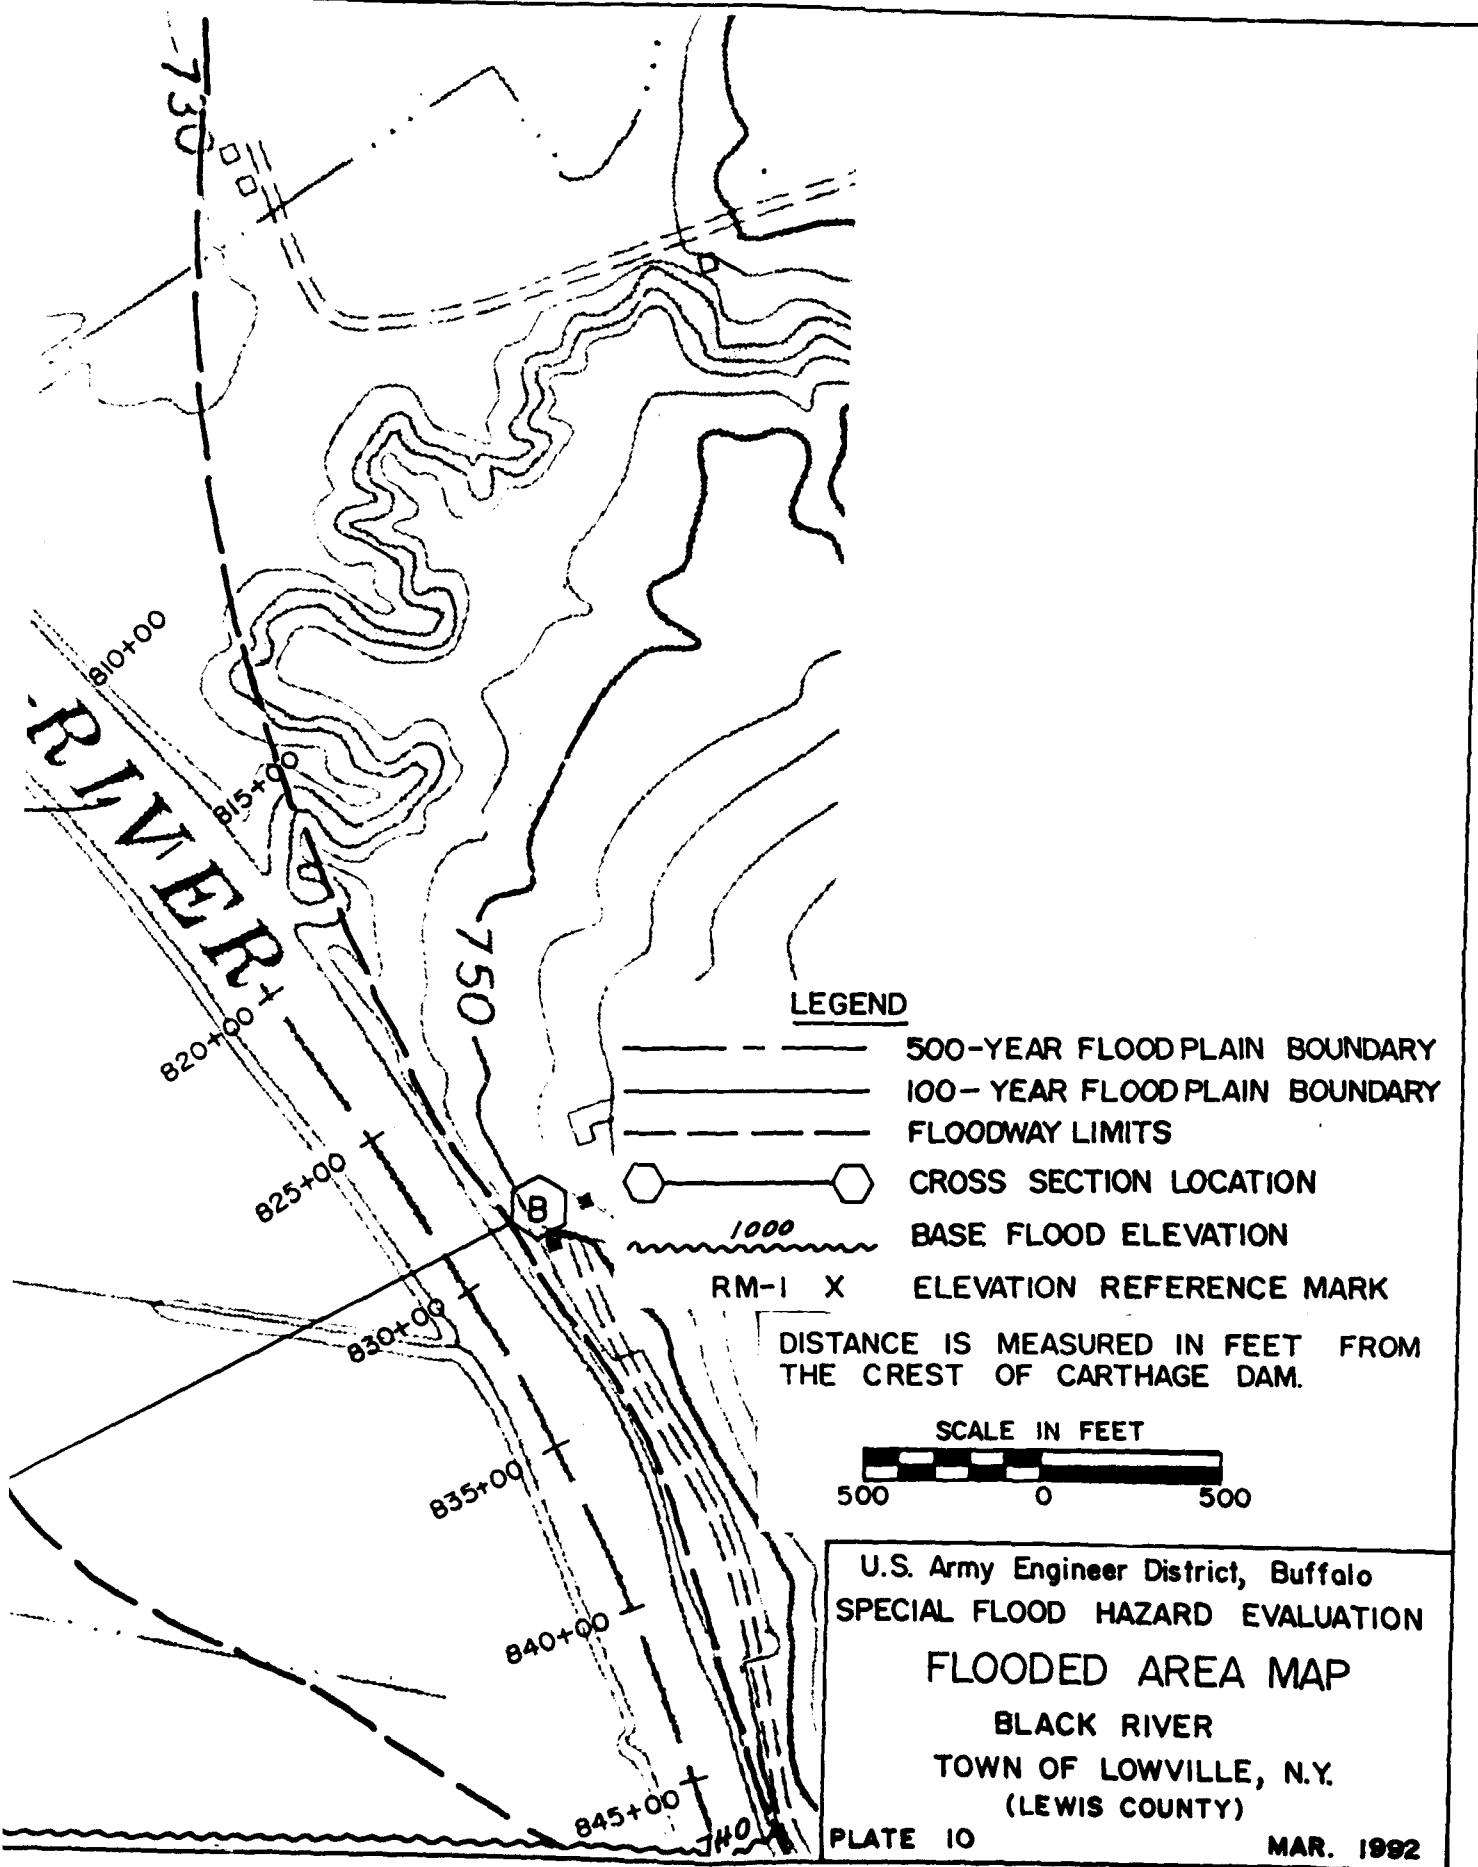 730
810+00
RIVER
815+00
750
820+00
825+00
B
830+00
835+00
840+00
845+00
740
LEGEND
500-YEAR FLOODPLAIN BOUNDARY
100-YEAR FLOODPLAIN BOUNDARY
FLOODWAY LIMITS
CROSS SECTION LOCATION
1000 BASE FLOOD ELEVATION
RM-1 X ELEVATION REFERENCE MARK
DISTANCE IS MEASURED IN FEET FROM
THE CREST OF CARTHAGE DAM.
SCALE IN FEET
500 0 500
U.S. Army Engineer District, Buffalo
SPECIAL FLOOD HAZARD EVALUATION
FLOODED AREA MAP
BLACK RIVER
TOWN OF LOWVILLE, N.Y.
(LEWIS COUNTY)
PLATE 10 MAR. 1992